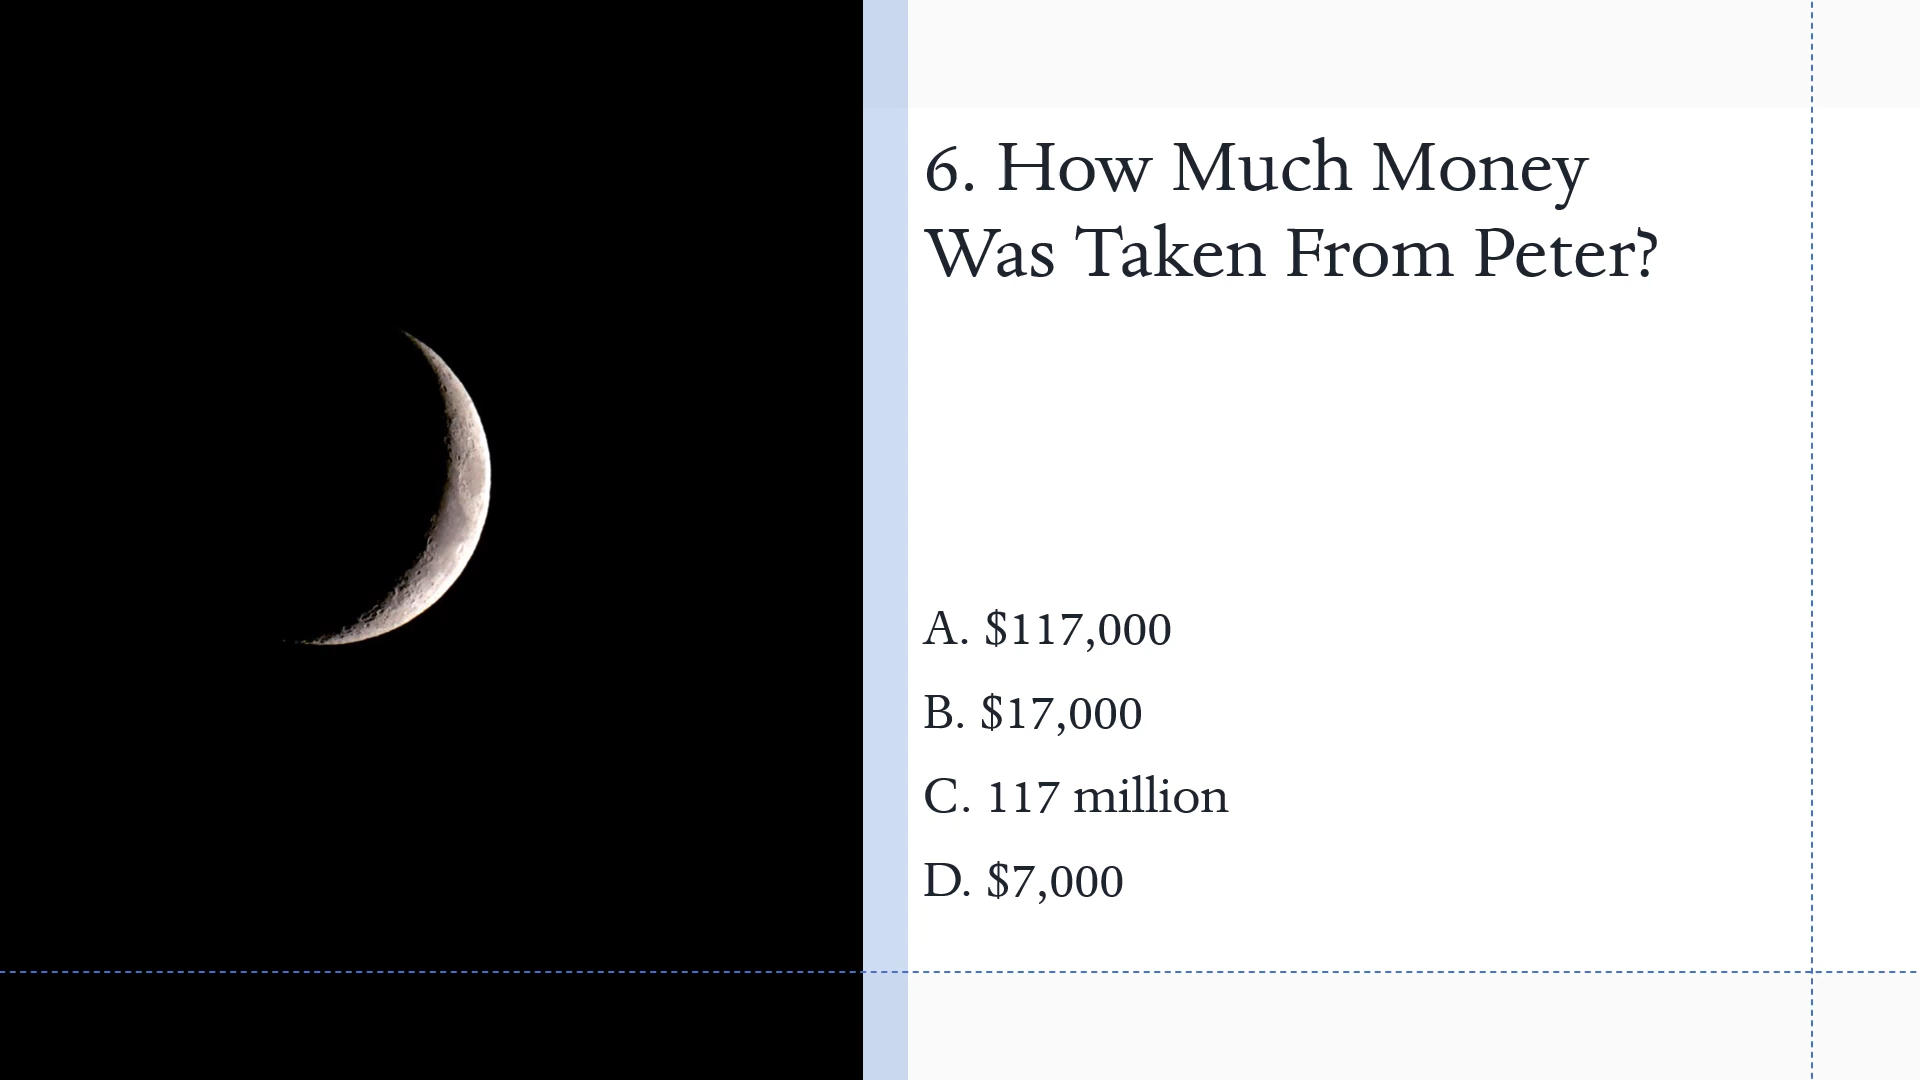 6. How Much Money
Was Taken From Peter?
A. $117,000
B. $17,000
C. 117 million
D. $7,000